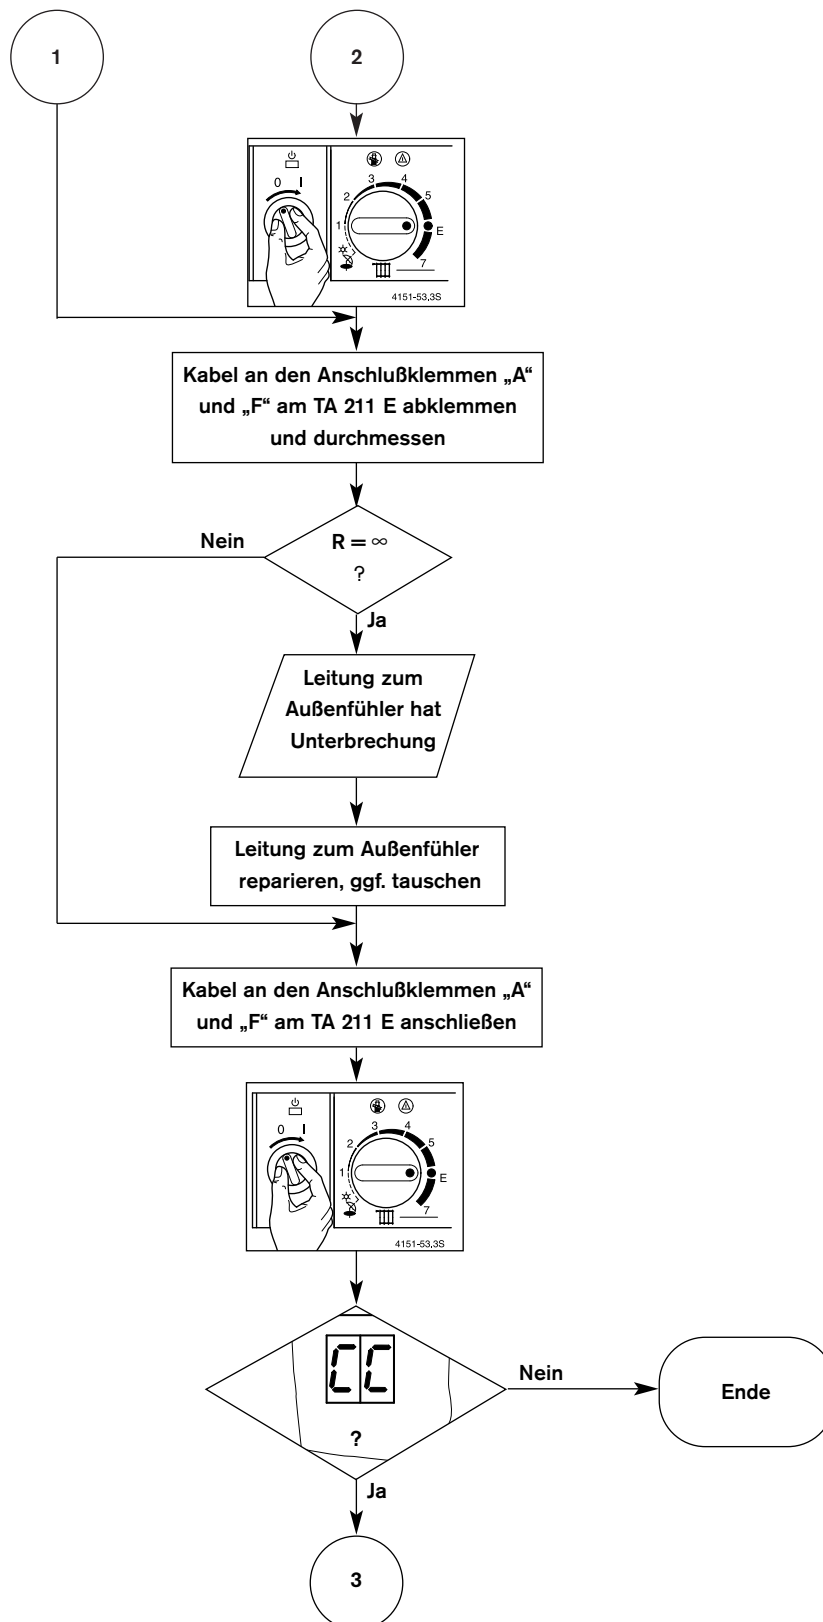 1
2
0 I
3 4
2 5
1 E
7
4151-53,3S
Kabel an den Anschlußklemmen „A“
und „F“ am TA 211 E abklemmen
und durchmessen
Nein
R = ∞
?
Ja
Leitung zum
Außenfühler hat
Unterbrechung
Leitung zum Außenfühler
reparieren, ggf. tauschen
Kabel an den Anschlußklemmen „A“
und „F“ am TA 211 E anschließen
0 I
3 4
2 5
1 E
7
4151-53,3S
CC
?
Nein
Ende
Ja
3